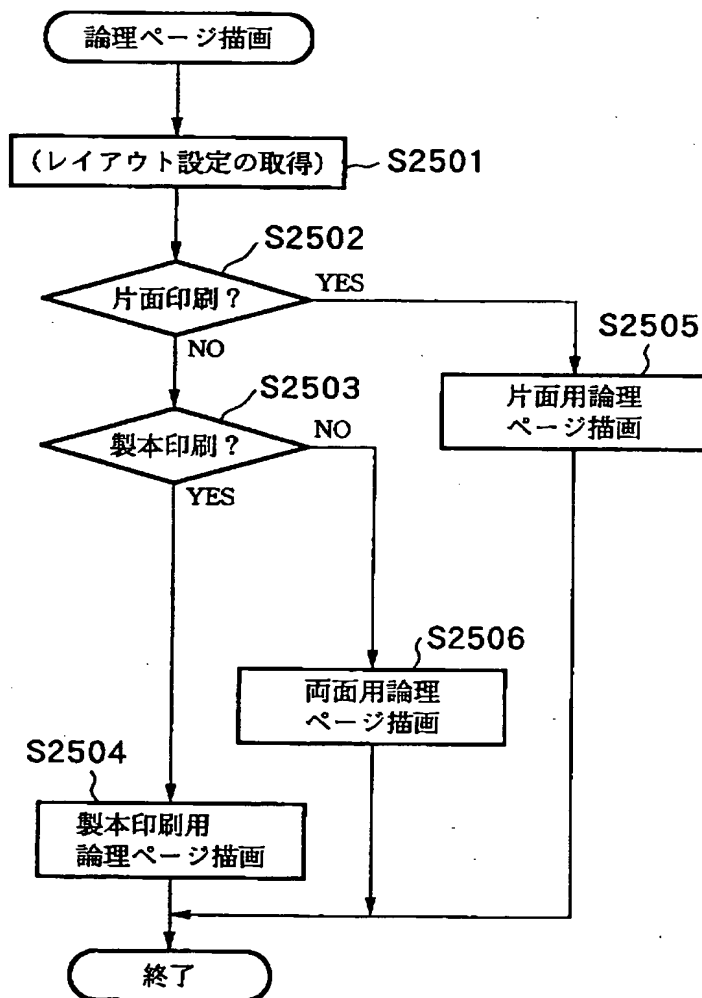 論理ページ描画
(レイアウト設定の取得)
S2501
S2502
片面印刷?
YES
NO
S2505
片面用論理
ページ描画
S2503
製本印刷?
NO
YES
S2506
両面用論理
ページ描画
S2504
製本印刷用
論理ページ描画
終了